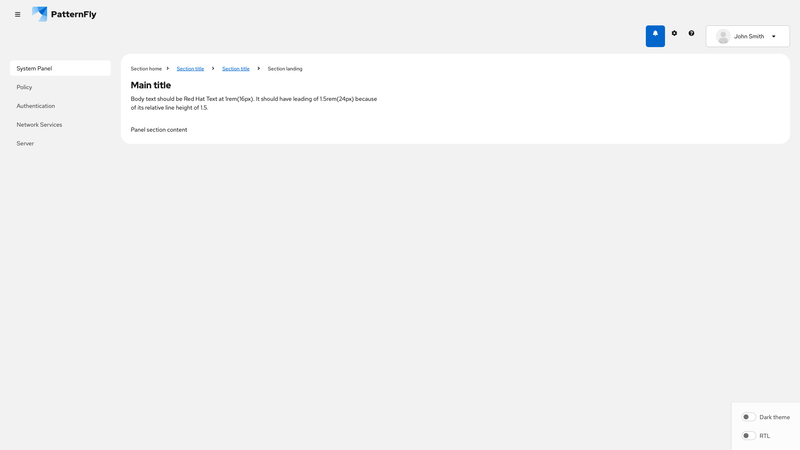 PatternFly
John Smith
System Panel
Policy
Authentication
Network Services
Server
Section home
Section title
Section title
Section landing
Main title
Body text should be Red Hat Text at 1rem(16px). It should have leading of 1.5rem(24px) because
of its relative line height of 1.5.
Panel section content
Dark theme
RTL